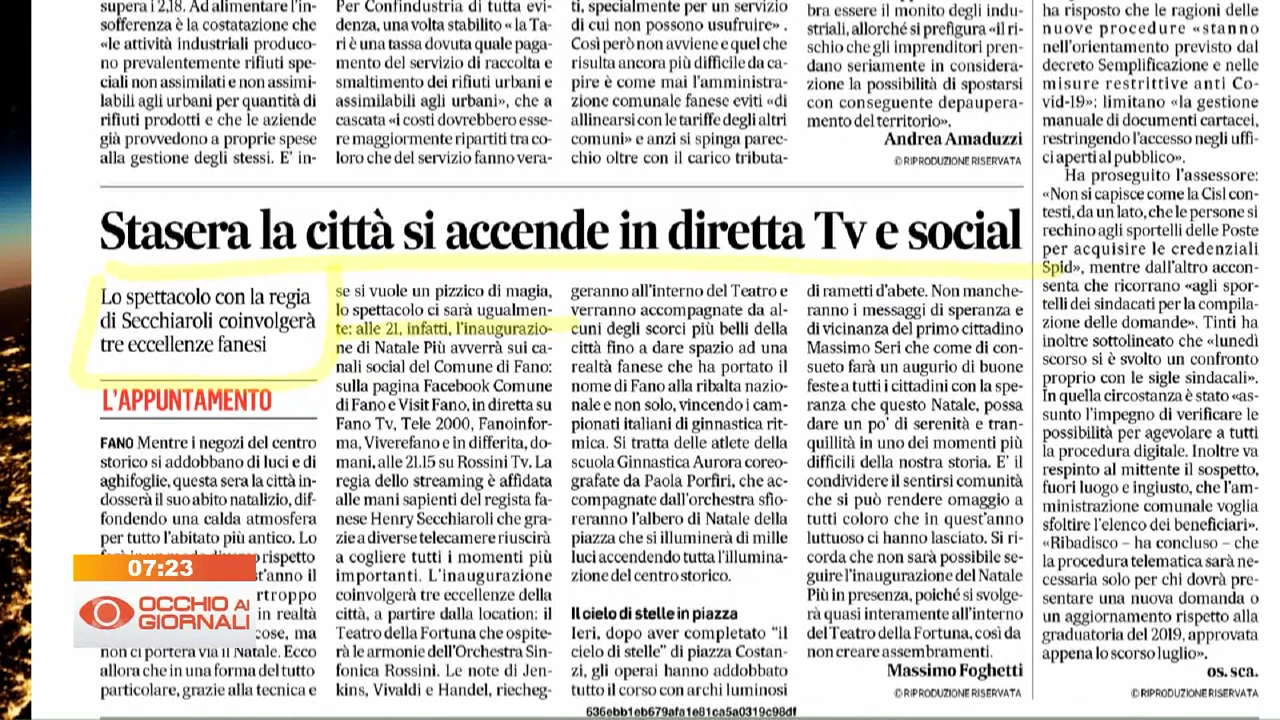 supera i 2,18. Ad alimentare l'in-
sofferenza è la costatazione che
«le attività industriali produco-
no prevalentemente rifiuti spe-
ciali non assimilati e non assimi-
labili agli urbani per quantità di
rifiuti prodotti e che le aziende
già provvedono a proprie spese
alla gestione degli stessi. E' in-
Per Confindustria di tutta evi-
denza, una volta stabilito « la Ta-
ri è una tassa dovuta quale paga-
mento del servizio di raccolta e
smaltimento dei rifiuti urbani e
assimilabili agli urbani», che a
cascata «i costi dovrebbero esse-
re maggiormente ripartiti tra co-
loro che del servizio fanno vera-
ti, specialmente per un servizio
di cui non possono usufruire» .
Così però non avviene e quel che
risulta ancora più difficile da ca-
pire è come mai l'amministra-
zione comunale fanese eviti «di
allinearsi con le tariffe degli altri
comuni» e anzi si spinga parec-
chio oltre con il carico tributa-
bra essere il monito degli indu-
striali, allorché si prefigura «il ri-
schio che gli imprenditori pren-
dano seriamente in considera-
zione la possibilità di spostarsi
con conseguente depaupera-
mento del territorio».
Andrea Amaduzzi
© RIPRODUZIONE RISERVATA
Stasera la città si accende in diretta Tv e social
Lo spettacolo con la regia
di Secchiaroli coinvolgerà
tre eccellenze fanesi
L'APPUNTAMENTO
FANO Mentre i negozi del centro
storico si addobbano di luci e di
aghifoglie, questa sera la città in-
dosserà il suo abito natalizio, dif-
fondendo una calda atmosfera
per tutto l'abitato più antico. Lo
rispetto
st'anno il
rtroppo
in realtà
cose, ma
non ci porterà via il Natale. Ecco
allora che in una forma del tutto
particolare, grazie alla tecnica e
se si vuole un pizzico di magia,
lo spettacolo ci sarà ugualmen-
te: alle 21, infatti, l'inaugurazio-
ne di Natale Più avverrà sui ca-
nali social del Comune di Fano:
sulla pagina Facebook Comune
di Fano e Visit Fano, in diretta su
Fano Tv, Tele 2000, Fanoinfor-
ma, Viverefano e in differita, do-
mani, alle 21.15 su Rossini Tv. La
regia dello streaming è affidata
alle mani sapienti del regista fa-
nese Henry Secchiaroli che gra-
zie a diverse telecamere riuscirà
a cogliere tutti i momenti più
importanti. L'inaugurazione
coinvolgerà tre eccellenze della
città, a partire dalla location: il
Teatro della Fortuna che ospite-
rà le armonie dell'Orchestra Sin-
fonica Rossini. Le note di Jen-
kins, Vivaldi e Handel, riecheg-
geranno all'interno del Teatro e
verranno accompagnate da al-
cuni degli scorci più belli della
città fino a dare spazio ad una
realtà fanese che ha portato il
nome di Fano alla ribalta nazio-
nale e non solo, vincendo i cam-
pionati italiani di ginnastica rit-
mica. Si tratta delle atlete della
scuola Ginnastica Aurora coreo-
grafate da Paola Porfiri, che ac-
compagnate dall'orchestra sfio-
reranno l'albero di Natale della
piazza che si illuminerà di mille
luci accendendo tutta l'illumina-
zione del centro storico.
Il cielo di stelle in piazza
Ieri, dopo aver completato "il
cielo di stelle" di piazza Costan-
zi, gli operai hanno addobbato
tutto il corso con archi luminosi
di rametti d'abete. Non manche-
ranno i messaggi di speranza e
di vicinanza del primo cittadino
Massimo Seri che come di con-
sueto farà un augurio di buone
feste a tutti i cittadini con la spe-
ranza che questo Natale, possa
dare un po' di serenità e tran-
quillità in uno dei momenti più
difficili della nostra storia. E' il
condividere il sentirsi comunità
che si può rendere omaggio a
tutti coloro che in quest'anno
luttuoso ci hanno lasciato. Si ri-
corda che non sarà possibile se-
guire l'inaugurazione del Natale
Più in presenza, poiché si svolge-
rà quasi interamente all'interno
del Teatro della Fortuna, così da
non creare assembramenti.
Massimo Foghetti
© RIPRODUZIONE RISERVATA
ha risposto che le ragioni delle
nuove procedure «stanno
nell'orientamento previsto dal
decreto Semplificazione e nelle
misure restrittive anti Co-
vid-19»: limitano «la gestione
manuale di documenti cartacei,
restringendo l'accesso negli uffi-
ci aperti al pubblico».
Ha proseguito l'assessore:
«Non si capisce come la Cisl con-
testi, da un lato, che le persone si
rechino agli sportelli delle Poste
per acquisire le credenziali
Spid», mentre dall'altro accon-
senta che ricorrano «agli spor-
telli dei sindacati per la compila-
zione delle domande». Tinti ha
inoltre sottolineato che «lunedì
scorso si è svolto un confronto
proprio con le sigle sindacali».
In quella circostanza è stato «as-
sunto l'impegno di verificare le
possibilità per agevolare a tutti
la procedura digitale. Inoltre va
respinto al mittente il sospetto,
fuori luogo e ingiusto, che l'am-
ministrazione comunale voglia
sfoltire l'elenco dei beneficiari».
«Ribadisco – ha concluso – che
la procedura telematica sarà ne-
cessaria solo per chi dovrà pre-
sentare una nuova domanda o
un aggiornamento rispetto alla
graduatoria del 2019, approvata
appena lo scorso luglio».
os. sca.
© RIPRODUZIONE RISERVATA
07:23
OCCHIO AI
GIORNALI
636ebb1eb679afa1e81ca5a0319c98df